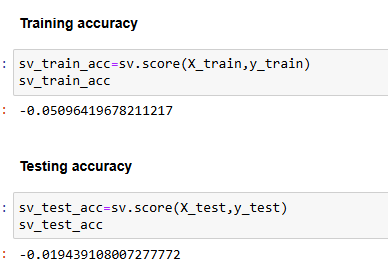 Training accuracy
: sv_train_acc=sv.score(X_train,y_train)
sv_train_acc
: -0.05096419678211217
Testing accuracy
: sv_test_acc=sv.score(X_test,y_test)
sv_test_acc
: -0.019439108007277772